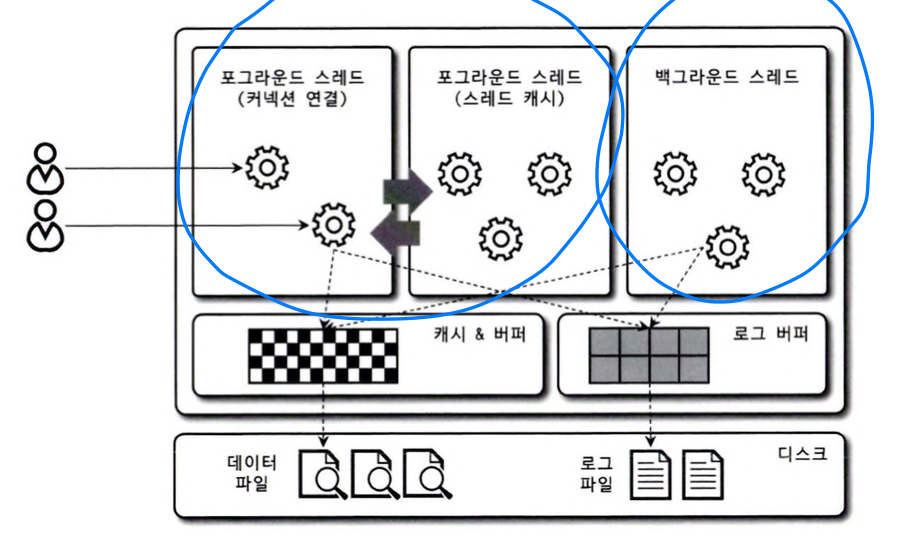 포그라운드 스레드
(커넥션 연결)
포그라운드 스레드
(스레드 캐시)
백그라운드 스레드
캐시 & 버퍼
로그 버퍼
데이터
파일
로그
파일
디스크